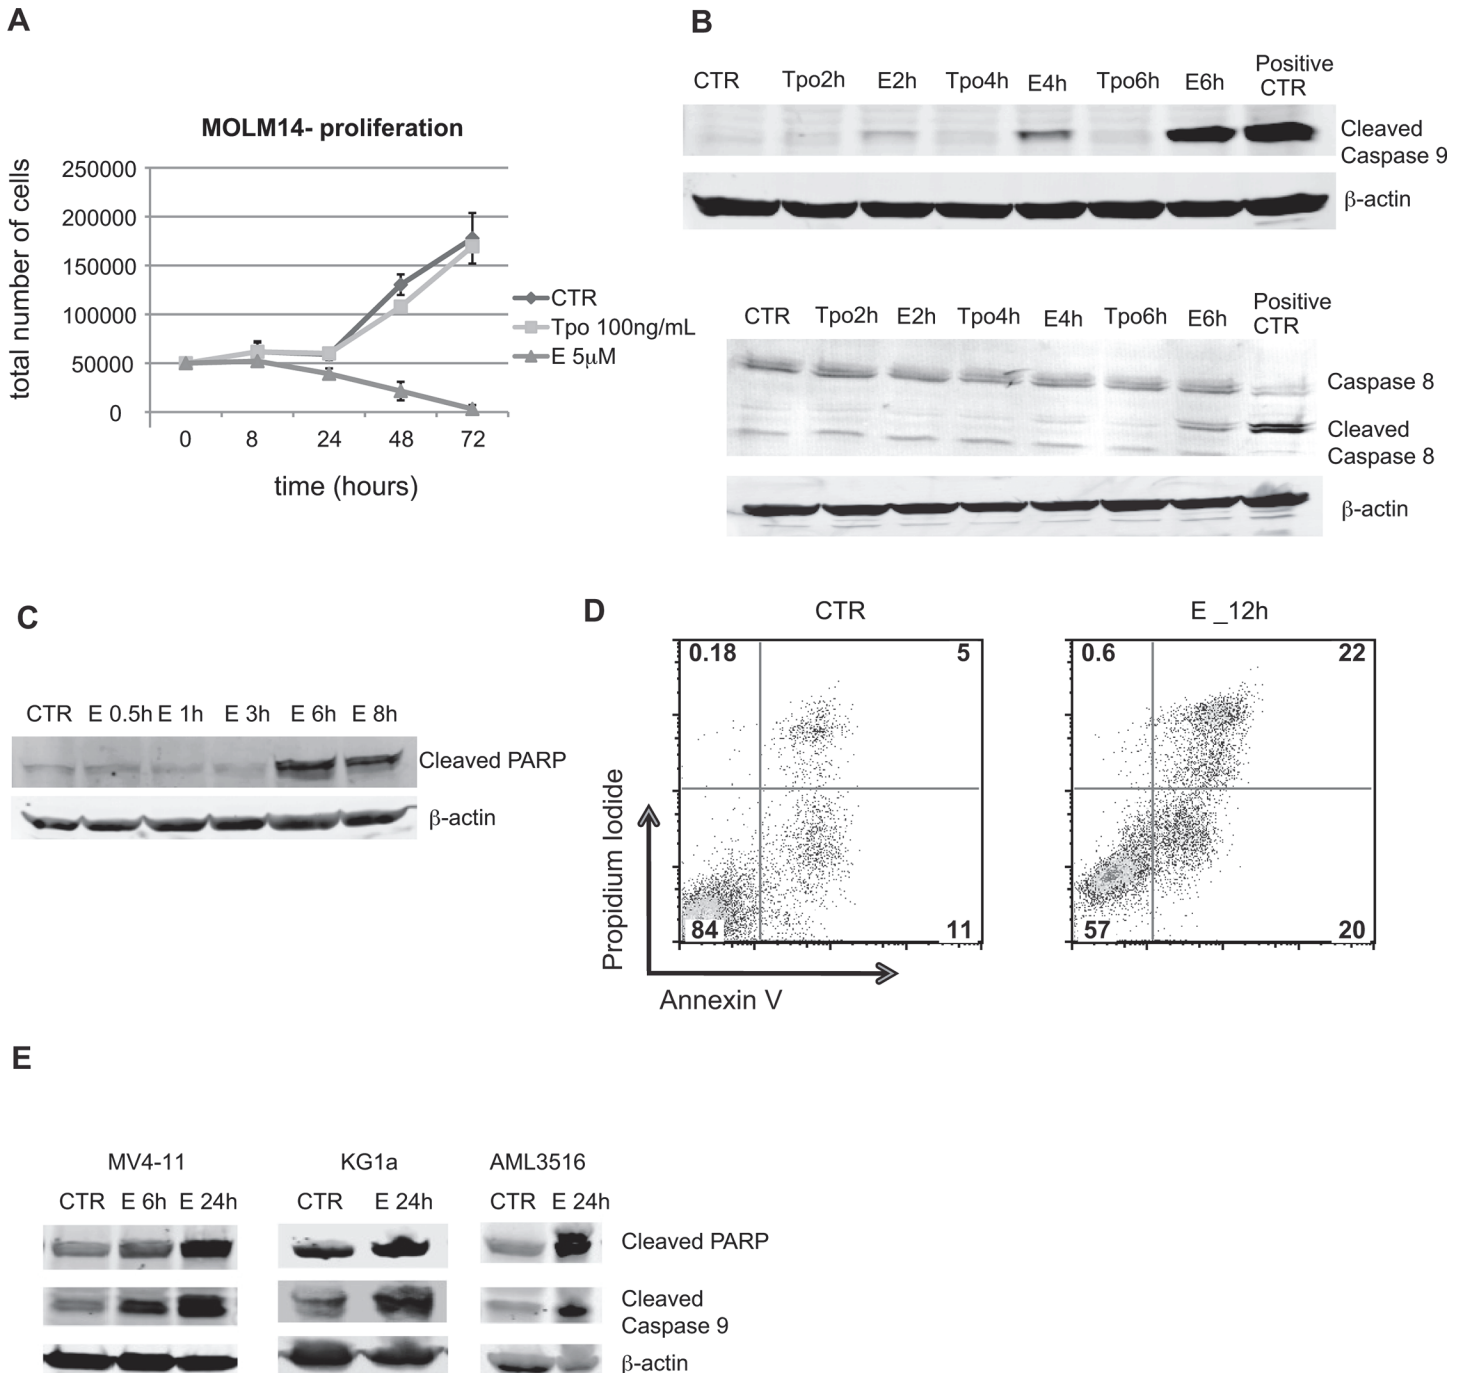 A
MOLM14- proliferation
total number of cells
250000
200000
150000
100000
50000
0
0 8 24 48 72
time (hours)
CTR
Tpo 100ng/mL
E 5μM
B
CTR Tpo2h E2h Tpo4h E4h Tpo6h E6h Positive
CTR
Cleaved
Caspase 9
β-actin
CTR Tpo2h E2h Tpo4h E4h Tpo6h E6h Positive
CTR
Caspase 8
Cleaved
Caspase 8
β-actin
C
CTR E 0.5h E 1h E 3h E 6h E 8h
Cleaved PARP
β-actin
D
CTR E _12h
0.18 5
84 11
0.6 22
57 20
Propidium Iodide
Annexin V
E
MV4-11 KG1a AML3516
CTR E 6h E 24h CTR E 24h CTR E 24h
Cleaved PARP
Cleaved
Caspase 9
β-actin